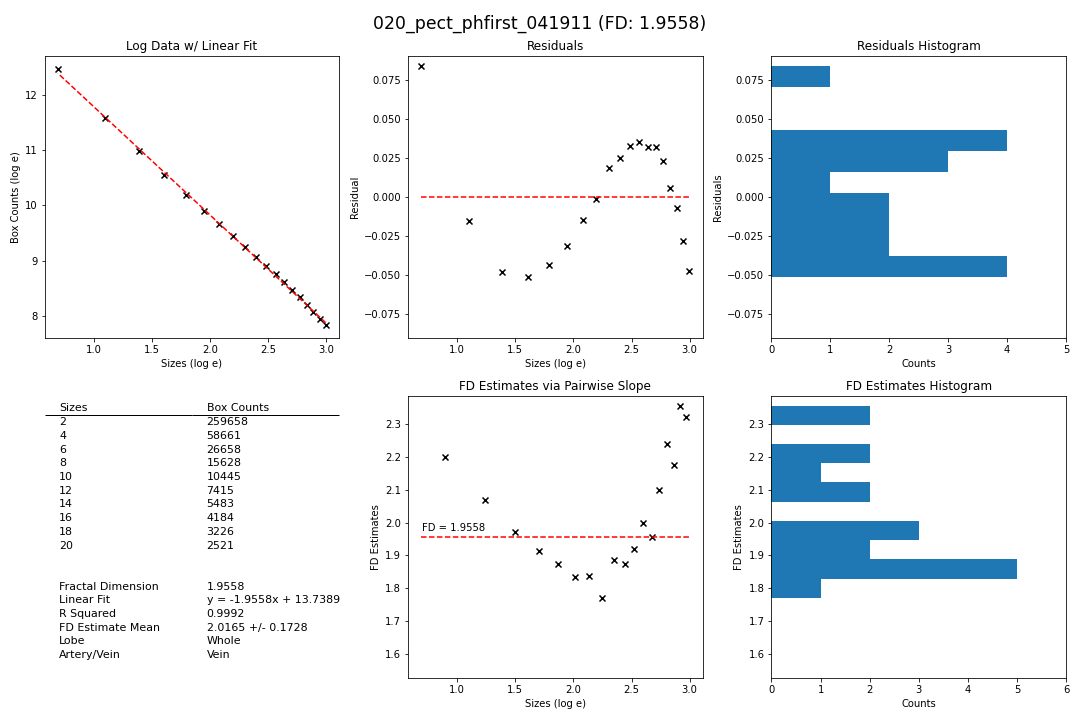 020_pect_phfirst_041911 (FD: 1.9558)
Log Data w/ Linear Fit
Box Counts (log e)
12
11
10
9
8
1.0 1.5 2.0 2.5 3.0
Sizes (log e)
Residuals
Residual
0.075
0.050
0.025
0.000
−0.025
−0.050
−0.075
1.0 1.5 2.0 2.5 3.0
Sizes (log e)
Residuals Histogram
Residuals
0.075
0.050
0.025
0.000
−0.025
−0.050
−0.075
0 1 2 3 4 5
Counts
Sizes Box Counts
2 259658
4 58661
6 26658
8 15628
10 10445
12 7415
14 5483
16 4184
18 3226
20 2521
Fractal Dimension 1.9558
Linear Fit y = -1.9558x + 13.7389
R Squared 0.9992
FD Estimate Mean 2.0165 +/- 0.1728
Lobe Whole
Artery/Vein Vein
FD Estimates via Pairwise Slope
FD Estimates
2.3
2.2
2.1
2.0
1.9
1.8
1.7
1.6
FD = 1.9558
1.0 1.5 2.0 2.5 3.0
Sizes (log e)
FD Estimates Histogram
FD Estimates
2.3
2.2
2.1
2.0
1.9
1.8
1.7
1.6
0 1 2 3 4 5 6
Counts